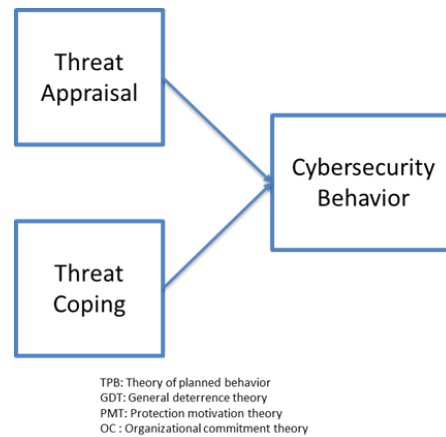 Threat
Appraisal
Cybersecurity
Behavior
Threat
Coping
TPB: Theory of planned behavior
GDT: General deterrence theory
PMT: Protection motivation theory
OC : Organizational commitment theory